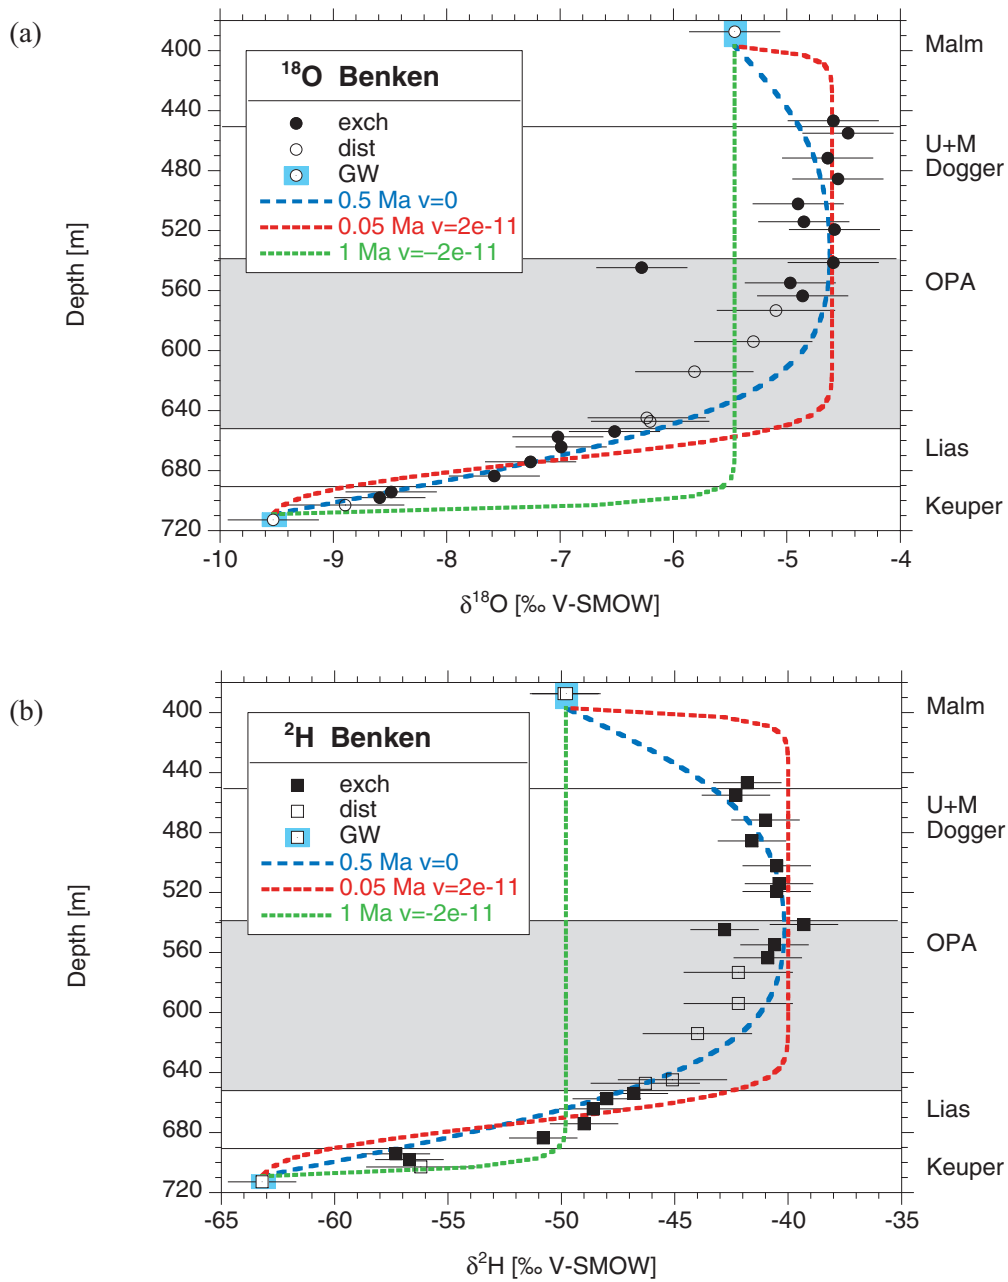 (a)
400
440
480
520
560
600
640
680
720
Depth [m]
¹⁸O Benken
exch
dist
GW
0.5 Ma v=0
0.05 Ma v=2e-11
1 Ma v=–2e-11
Malm
U+M
Dogger
OPA
Lias
Keuper
-10 -9 -8 -7 -6 -5 -4
δ¹⁸O [‰ V-SMOW]
(b)
400
440
480
520
560
600
640
680
720
Depth [m]
²H Benken
exch
dist
GW
0.5 Ma v=0
0.05 Ma v=2e-11
1 Ma v=-2e-11
Malm
U+M
Dogger
OPA
Lias
Keuper
-65 -60 -55 -50 -45 -40 -35
δ²H [‰ V-SMOW]